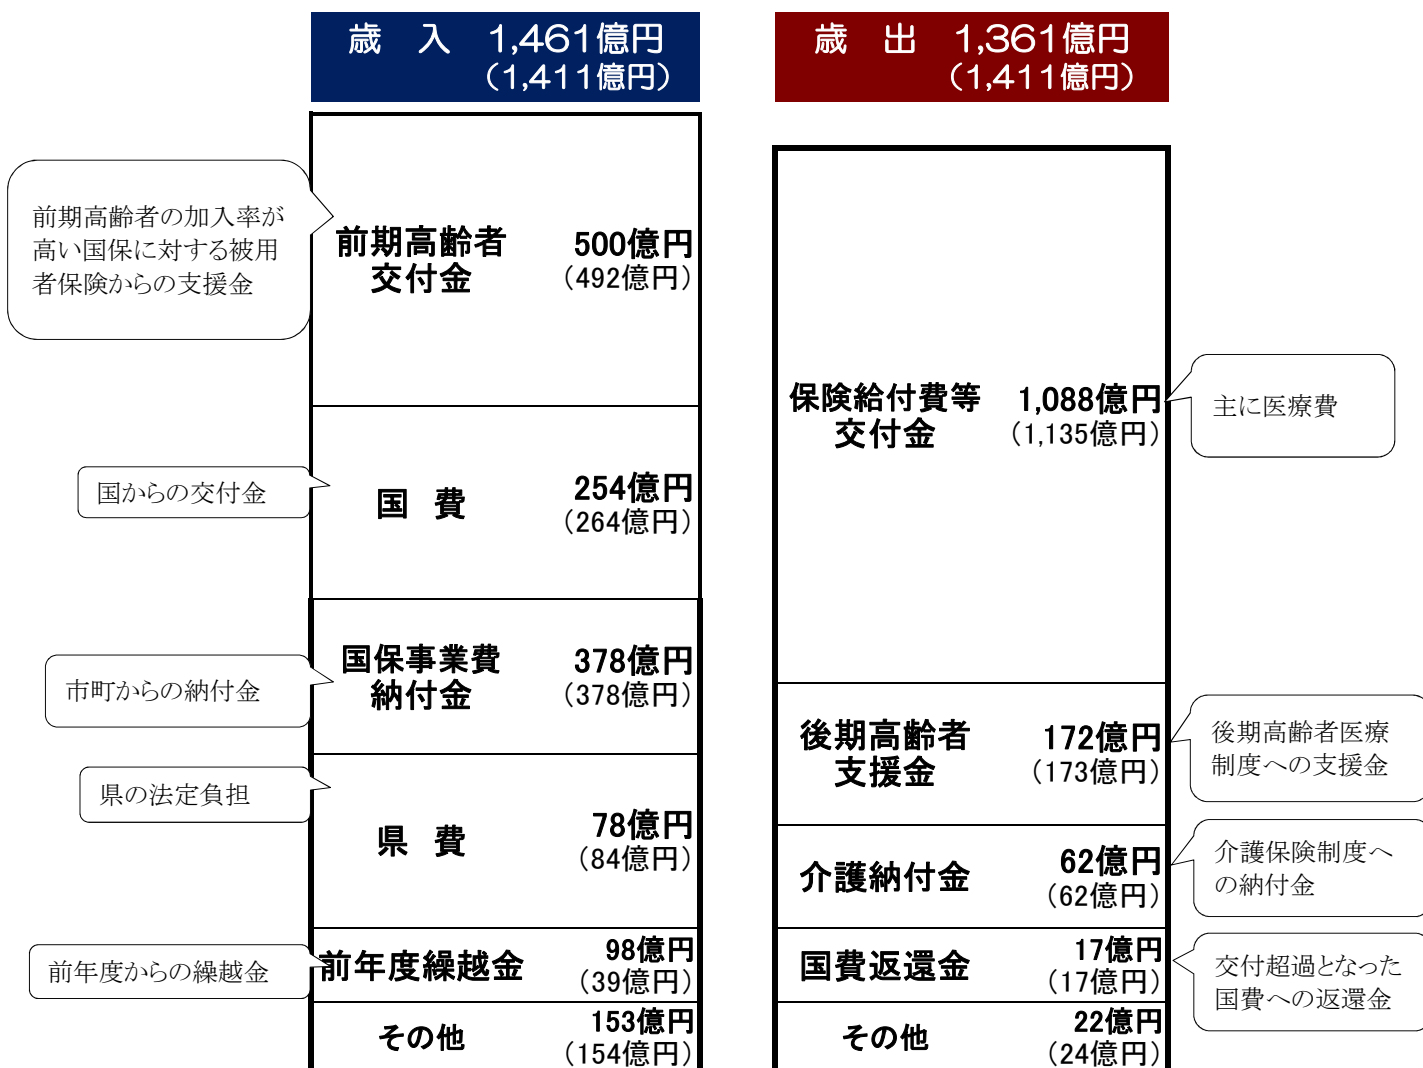 歳　入　1,461億円
（1,411億円）
前期高齢者の加入率が
高い国保に対する被用
者保険からの支援金
前期高齢者
交付金
500億円
（492億円）
国からの交付金
国　費
254億円
（264億円）
市町からの納付金
国保事業費
納付金
378億円
（378億円）
県の法定負担
県　費
78億円
（84億円）
前年度からの繰越金
前年度繰越金
98億円
（39億円）
その他
153億円
（154億円）
歳　出　1,361億円
（1,411億円）
保険給付費等
交付金
1,088億円
（1,135億円）
主に医療費
後期高齢者
支援金
172億円
（173億円）
後期高齢者医療
制度への支援金
介護納付金
62億円
（62億円）
介護保険制度へ
の納付金
国費返還金
17億円
（17億円）
交付超過となった
国費への返還金
その他
22億円
（24億円）